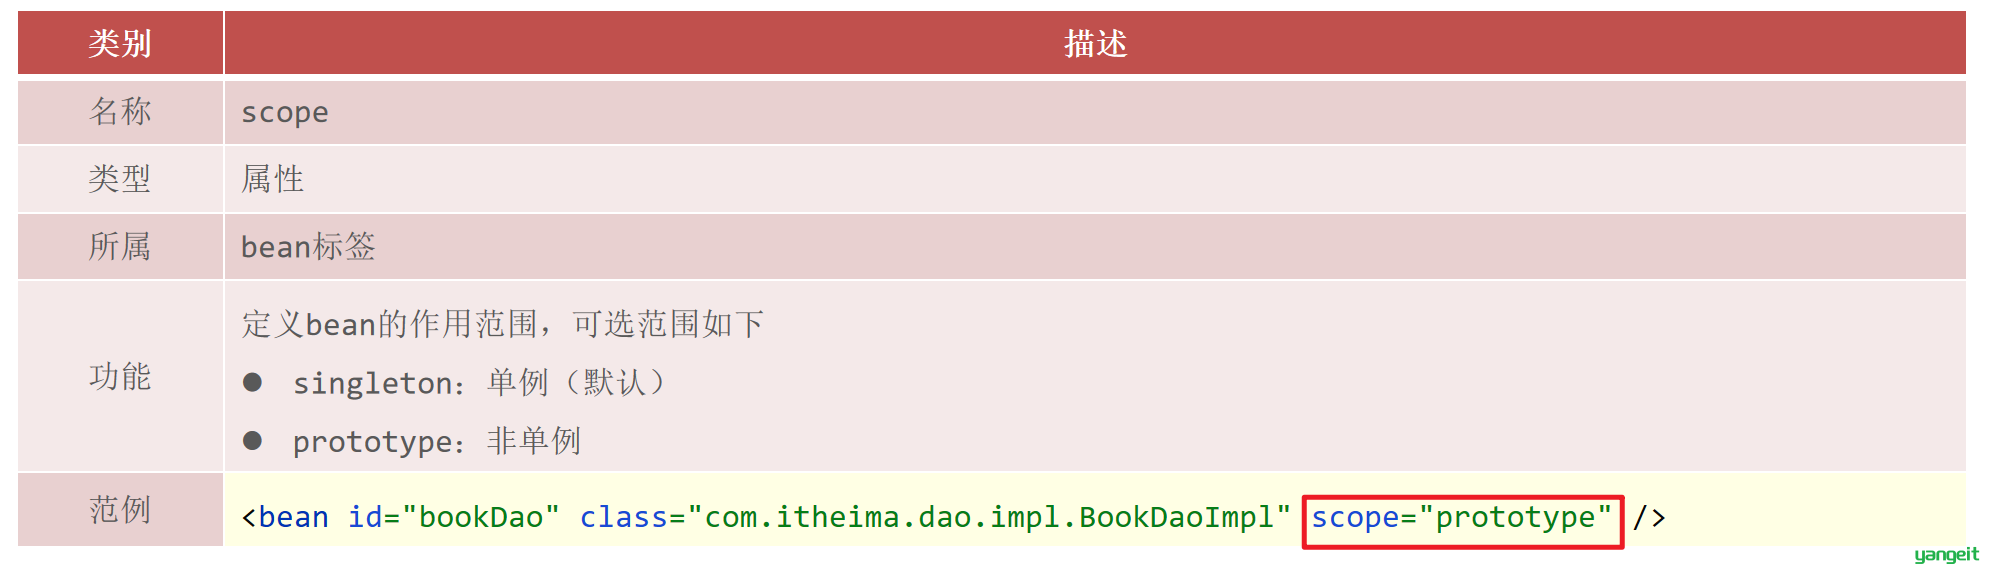 类别 描述
名称 scope
类型 属性
所属 bean标签
功能 定义bean的作用范围，可选范围如下
● singleton：单例（默认）
● prototype：非单例
范例 <bean id="bookDao" class="com.itheima.dao.impl.BookDaoImpl" scope="prototype" />
yangeit